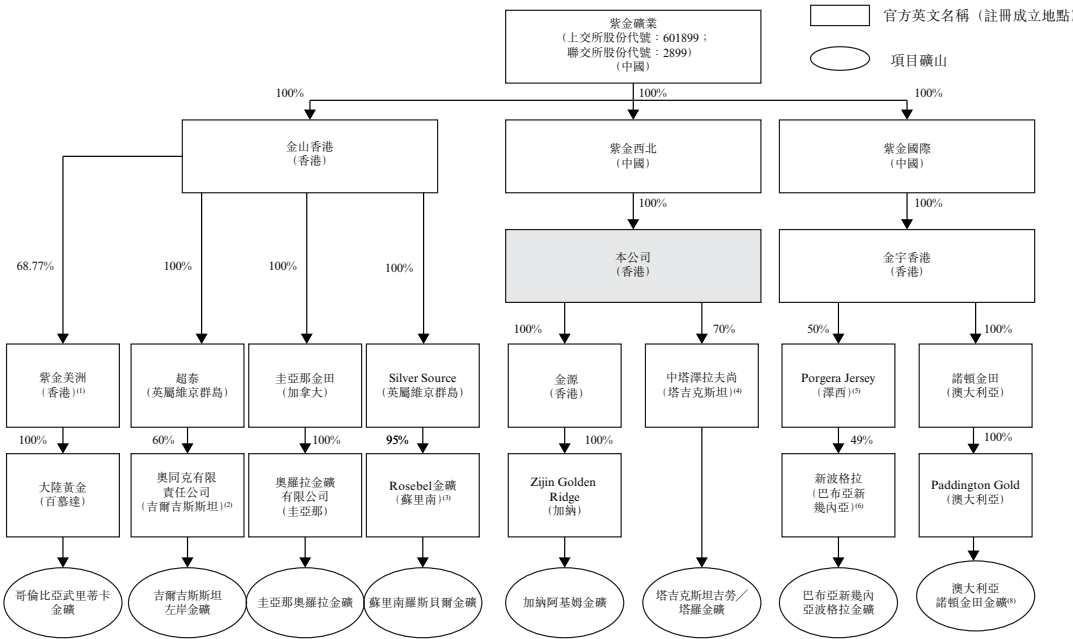 官方英文名稱（註冊成立地點）
項目礦山
紫金礦業
（上交所股份代號：601899；
聯交所股份代號：2899）
（中國）
100%
100%
100%
金山香港
（香港）
紫金西北
（中國）
紫金國際
（中國）
100%
100%
68.77%
100%
100%
100%
本公司
（香港）
金宇香港
（香港）
100%
70%
50%
100%
紫金美洲
（香港）(1)
超泰
（英屬維京群島）
圭亞那金田
（加拿大）
Silver Source
（英屬維京群島）
金源
（香港）
中塔澤拉夫尚
（塔吉克斯坦）(4)
Porgera Jersey
（澤西）(5)
諾頓金田
（澳大利亞）
100%
60%
100%
95%
100%
49%
100%
大陸黃金
（百慕達）
奧同克有限
責任公司
（吉爾吉斯斯坦）(2)
奧羅拉金礦
有限公司
（圭亞那）
Rosebel金礦
（蘇里南）(3)
Zijin Golden
Ridge
（加納）
新波格拉
（巴布亞新
幾內亞）(6)
Paddington Gold
（澳大利亞）
哥倫比亞武里蒂卡
金礦
吉爾吉斯斯坦
左岸金礦
圭亞那奧羅拉金礦
蘇里南羅斯貝爾金礦
加納阿基姆金礦
塔吉克斯坦吉勞／
塔羅金礦
巴布亞新幾內
亞波格拉金礦
澳大利亞
諾頓金田金礦(8)